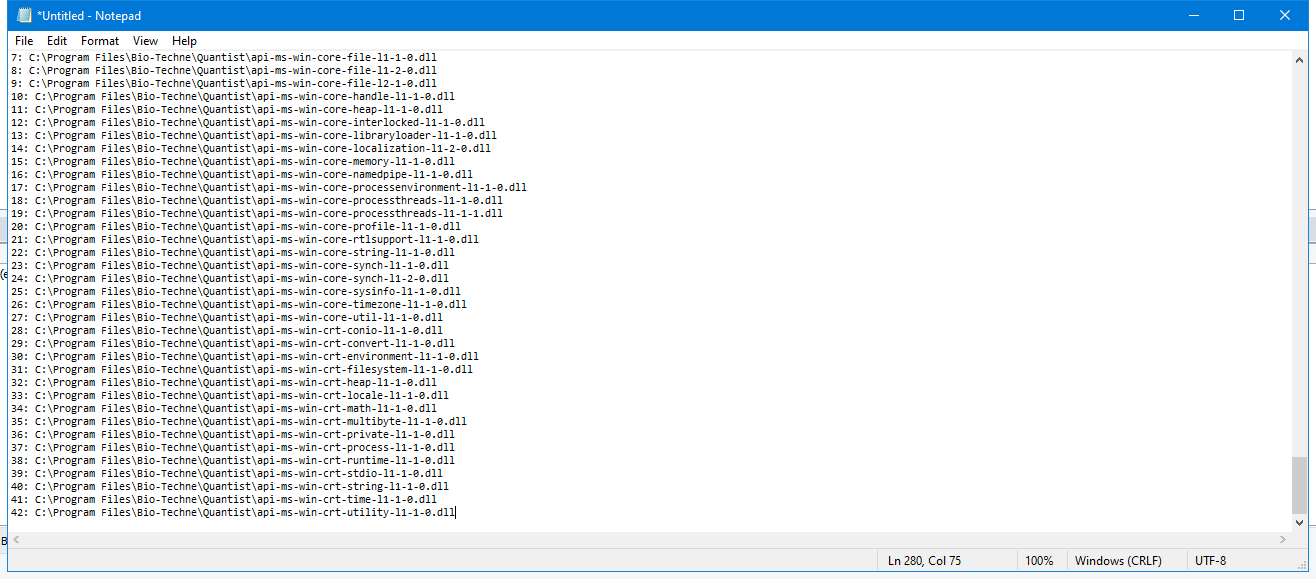 *Untitled - Notepad
File Edit Format View Help
7: C:\Program Files\Bio-Techne\Quantist\api-ms-win-core-file-l1-1-0.dll
8: C:\Program Files\Bio-Techne\Quantist\api-ms-win-core-file-l1-2-0.dll
9: C:\Program Files\Bio-Techne\Quantist\api-ms-win-core-file-l2-1-0.dll
10: C:\Program Files\Bio-Techne\Quantist\api-ms-win-core-handle-l1-1-0.dll
11: C:\Program Files\Bio-Techne\Quantist\api-ms-win-core-heap-l1-1-0.dll
12: C:\Program Files\Bio-Techne\Quantist\api-ms-win-core-interlocked-l1-1-0.dll
13: C:\Program Files\Bio-Techne\Quantist\api-ms-win-core-libraryloader-l1-1-0.dll
14: C:\Program Files\Bio-Techne\Quantist\api-ms-win-core-localization-l1-2-0.dll
15: C:\Program Files\Bio-Techne\Quantist\api-ms-win-core-memory-l1-1-0.dll
16: C:\Program Files\Bio-Techne\Quantist\api-ms-win-core-namedpipe-l1-1-0.dll
17: C:\Program Files\Bio-Techne\Quantist\api-ms-win-core-processenvironment-l1-1-0.dll
18: C:\Program Files\Bio-Techne\Quantist\api-ms-win-core-processthreads-l1-1-0.dll
19: C:\Program Files\Bio-Techne\Quantist\api-ms-win-core-processthreads-l1-1-1.dll
20: C:\Program Files\Bio-Techne\Quantist\api-ms-win-core-profile-l1-1-0.dll
21: C:\Program Files\Bio-Techne\Quantist\api-ms-win-core-rtlsupport-l1-1-0.dll
22: C:\Program Files\Bio-Techne\Quantist\api-ms-win-core-string-l1-1-0.dll
23: C:\Program Files\Bio-Techne\Quantist\api-ms-win-core-synch-l1-1-0.dll
24: C:\Program Files\Bio-Techne\Quantist\api-ms-win-core-synch-l1-2-0.dll
25: C:\Program Files\Bio-Techne\Quantist\api-ms-win-core-sysinfo-l1-1-0.dll
26: C:\Program Files\Bio-Techne\Quantist\api-ms-win-core-timezone-l1-1-0.dll
27: C:\Program Files\Bio-Techne\Quantist\api-ms-win-core-util-l1-1-0.dll
28: C:\Program Files\Bio-Techne\Quantist\api-ms-win-crt-conio-l1-1-0.dll
29: C:\Program Files\Bio-Techne\Quantist\api-ms-win-crt-convert-l1-1-0.dll
30: C:\Program Files\Bio-Techne\Quantist\api-ms-win-crt-environment-l1-1-0.dll
31: C:\Program Files\Bio-Techne\Quantist\api-ms-win-crt-filesystem-l1-1-0.dll
32: C:\Program Files\Bio-Techne\Quantist\api-ms-win-crt-heap-l1-1-0.dll
33: C:\Program Files\Bio-Techne\Quantist\api-ms-win-crt-locale-l1-1-0.dll
34: C:\Program Files\Bio-Techne\Quantist\api-ms-win-crt-math-l1-1-0.dll
35: C:\Program Files\Bio-Techne\Quantist\api-ms-win-crt-multibyte-l1-1-0.dll
36: C:\Program Files\Bio-Techne\Quantist\api-ms-win-crt-private-l1-1-0.dll
37: C:\Program Files\Bio-Techne\Quantist\api-ms-win-crt-process-l1-1-0.dll
38: C:\Program Files\Bio-Techne\Quantist\api-ms-win-crt-runtime-l1-1-0.dll
39: C:\Program Files\Bio-Techne\Quantist\api-ms-win-crt-stdio-l1-1-0.dll
40: C:\Program Files\Bio-Techne\Quantist\api-ms-win-crt-string-l1-1-0.dll
41: C:\Program Files\Bio-Techne\Quantist\api-ms-win-crt-time-l1-1-0.dll
42: C:\Program Files\Bio-Techne\Quantist\api-ms-win-crt-utility-l1-1-0.dll
Ln 280, Col 75 100% Windows (CRLF) UTF-8